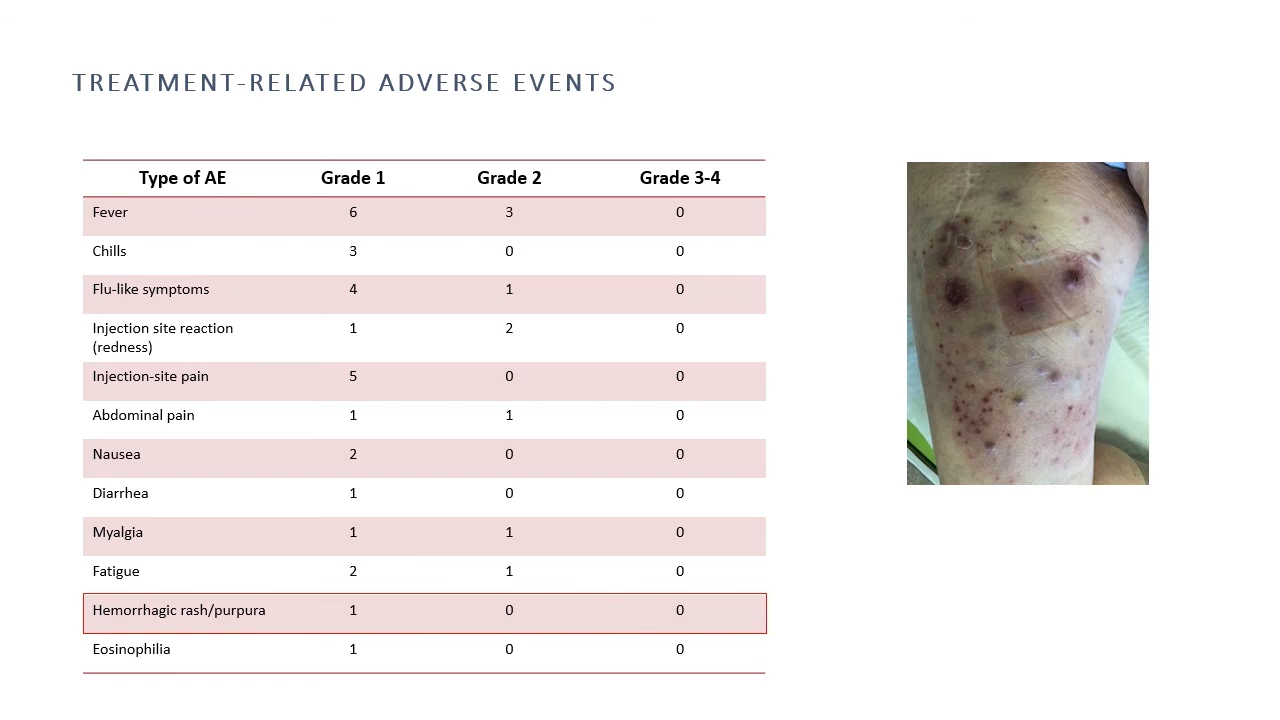 TREATMENT-RELATED ADVERSE EVENTS
Type of AE Grade 1 Grade 2 Grade 3-4
Fever 6 3 0
Chills 3 0 0
Flu-like symptoms 4 1 0
Injection site reaction 1 2 0
(redness)
Injection-site pain 5 0 0
Abdominal pain 1 1 0
Nausea 2 0 0
Diarrhea 1 0 0
Myalgia 1 1 0
Fatigue 2 1 0
Hemorrhagic rash/purpura 1 0 0
Eosinophilia 1 0 0